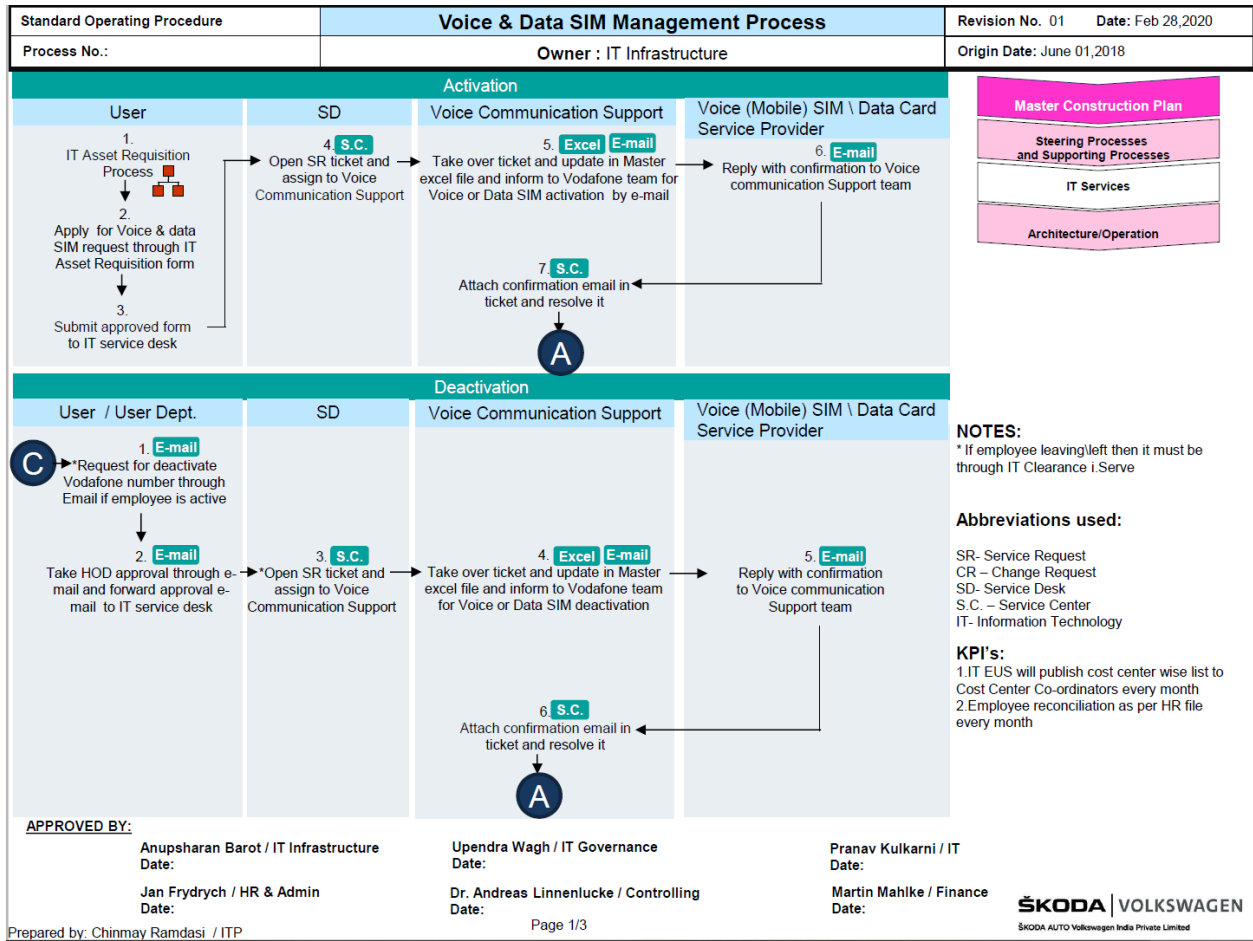 Standard Operating Procedure
Voice & Data SIM Management Process
Revision No. 01 Date: Feb 28,2020
Process No.:
Owner : IT Infrastructure
Origin Date: June 01,2018
Activation
User
SD
Voice Communication Support
Voice (Mobile) SIM \ Data Card
Service Provider
1.
IT Asset Requisition
Process
2.
Apply for Voice & data
SIM request through IT
Asset Requisition form
3.
Submit approved form
to IT service desk
4. S.C.
Open SR ticket and
assign to Voice
Communication Support
5. Excel E-mail
Take over ticket and update in Master
excel file and inform to Vodafone team for
Voice or Data SIM activation by e-mail
6. E-mail
Reply with confirmation to Voice
communication Support team
7. S.C.
Attach confirmation email in
ticket and resolve it
A
Master Construction Plan
Steering Processes
and Supporting Processes
IT Services
Architecture/Operation
Deactivation
User / User Dept.
SD
Voice Communication Support
Voice (Mobile) SIM \ Data Card
Service Provider
C
1. E-mail
*Request for deactivate
Vodafone number through
Email if employee is active
2. E-mail
Take HOD approval through e-
mail and forward approval e-
mail to IT service desk
3. S.C.
*Open SR ticket and
assign to Voice
Communication Support
4. Excel E-mail
Take over ticket and update in Master
excel file and inform to Vodafone team
for Voice or Data SIM deactivation
5. E-mail
Reply with confirmation
to Voice communication
Support team
6. S.C.
Attach confirmation email in
ticket and resolve it
A
NOTES:
* If employee leaving\left then it must be
through IT Clearance i.Serve
Abbreviations used:
SR- Service Request
CR – Change Request
SD- Service Desk
S.C. – Service Center
IT- Information Technology
KPI's:
1.IT EUS will publish cost center wise list to
Cost Center Co-ordinators every month
2.Employee reconciliation as per HR file
every month
APPROVED BY:
Anupsharan Barot / IT Infrastructure
Date:
Upendra Wagh / IT Governance
Date:
Pranav Kulkarni / IT
Date:
Jan Frydrych / HR & Admin
Date:
Dr. Andreas Linnenlucke / Controlling
Date:
Martin Mahlke / Finance
Date:
Page 1/3
Prepared by: Chinmay Ramdasi / ITP
ŠKODA VOLKSWAGEN
ŠKODA AUTO Volkswagen India Private Limited